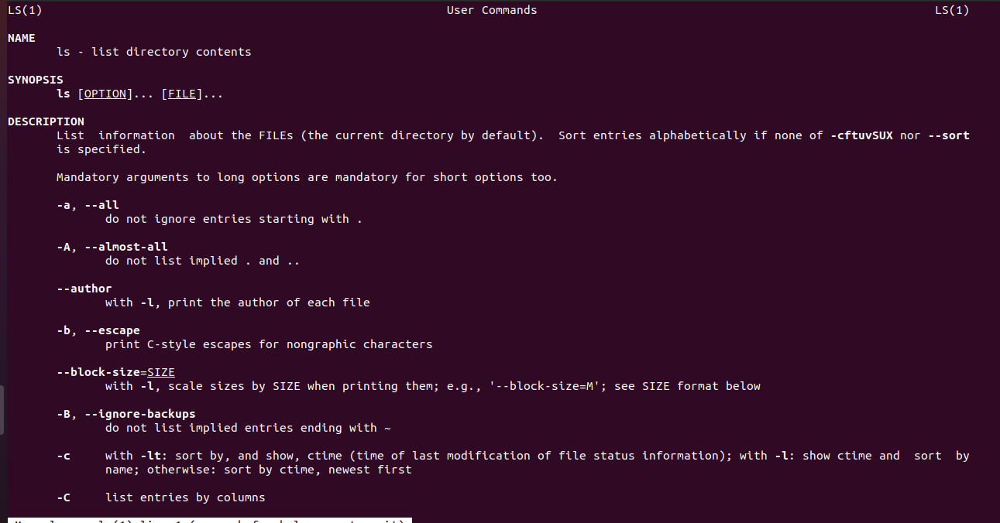 LS(1) User Commands LS(1)
NAME
ls - list directory contents
SYNOPSIS
ls [OPTION]... [FILE]...
DESCRIPTION
List information about the FILEs (the current directory by default). Sort entries alphabetically if none of -cftuvSUX nor --sort
is specified.
Mandatory arguments to long options are mandatory for short options too.
-a, --all
do not ignore entries starting with .
-A, --almost-all
do not list implied . and ..
--author
with -l, print the author of each file
-b, --escape
print C-style escapes for nongraphic characters
--block-size=SIZE
with -l, scale sizes by SIZE when printing them; e.g., '--block-size=M'; see SIZE format below
-B, --ignore-backups
do not list implied entries ending with ~
-c with -lt: sort by, and show, ctime (time of last modification of file status information); with -l: show ctime and sort by
name; otherwise: sort by ctime, newest first
-C list entries by columns